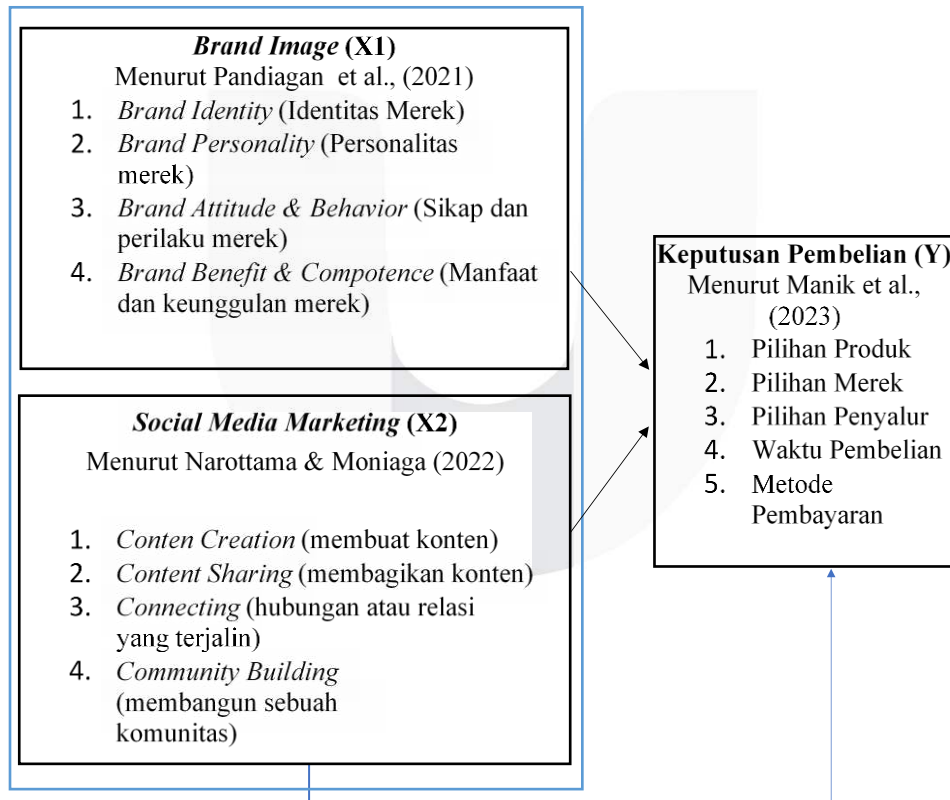 Brand Image (X1)
Menurut Pandiagan et al., (2021)
1. Brand Identity (Identitas Merek)
2. Brand Personality (Personalitas
merek)
3. Brand Attitude & Behavior (Sikap dan
perilaku merek)
4. Brand Benefit & Compotence (Manfaat
dan keunggulan merek)
Social Media Marketing (X2)
Menurut Narottama & Moniaga (2022)
1. Conten Creation (membuat konten)
2. Content Sharing (membagikan konten)
3. Connecting (hubungan atau relasi
yang terjalin)
4. Community Building
(membangun sebuah
komunitas)
Keputusan Pembelian (Y)
Menurut Manik et al.,
(2023)
1. Pilihan Produk
2. Pilihan Merek
3. Pilihan Penyalur
4. Waktu Pembelian
5. Metode
Pembayaran